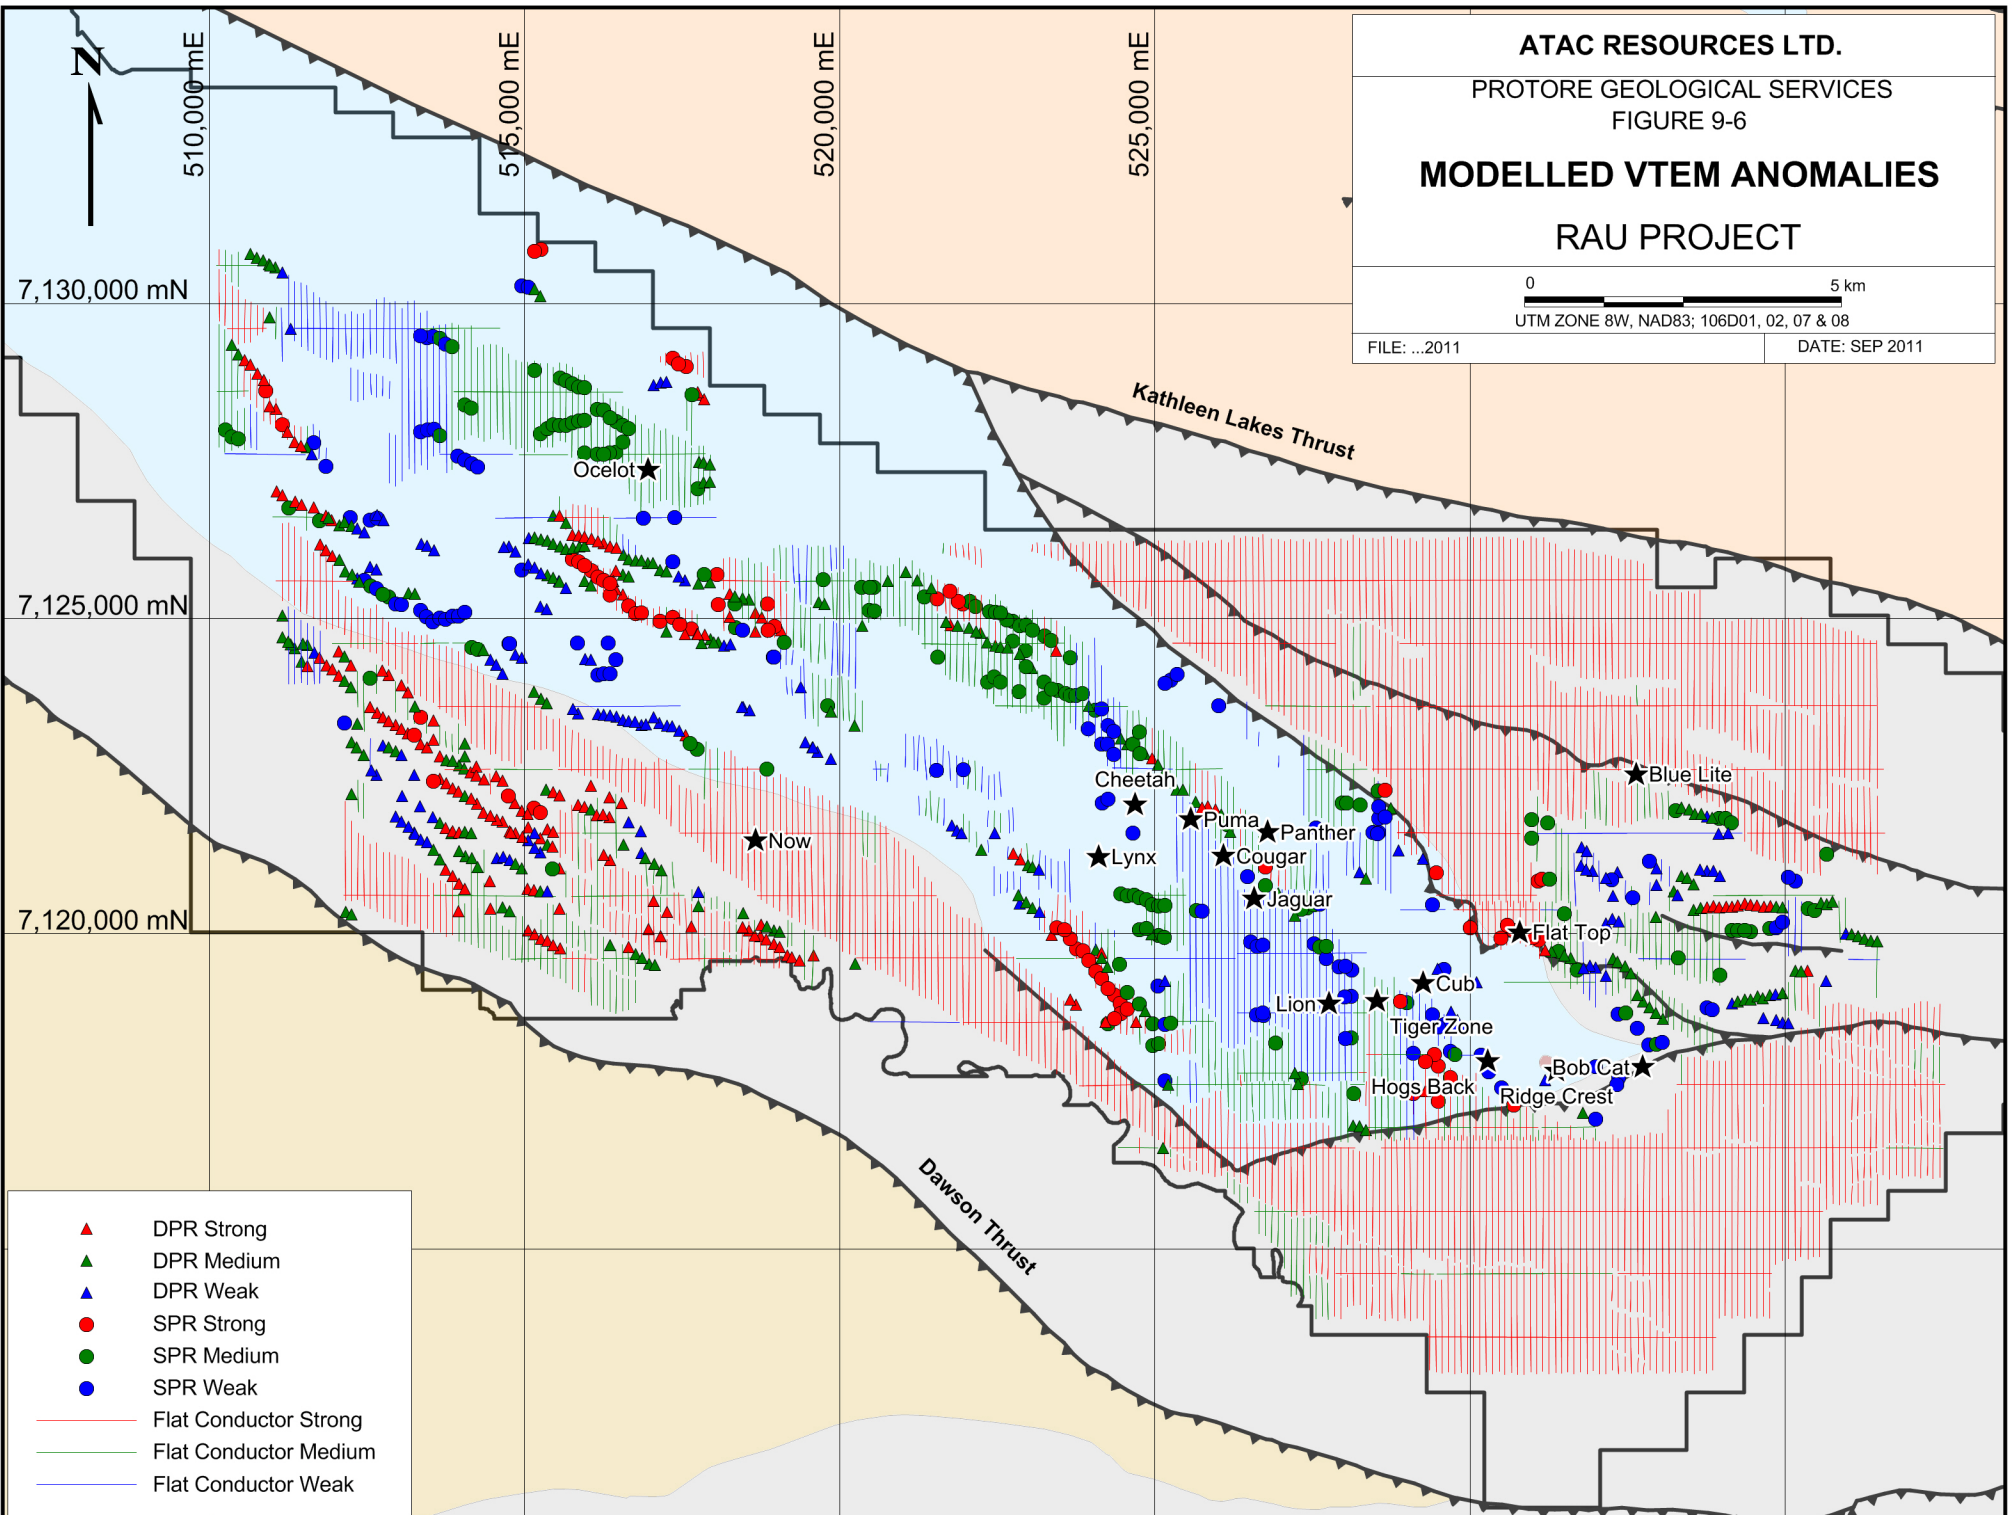 ATAC RESOURCES LTD.
PROTORE GEOLOGICAL SERVICES
FIGURE 9-6
MODELLED VTEM ANOMALIES
RAU PROJECT
0 5 km
UTM ZONE 8W, NAD83; 106D01, 02, 07 & 08
FILE: ...2011 DATE: SEP 2011
N
510,000 mE
515,000 mE
520,000 mE
525,000 mE
7,130,000 mN
Kathleen Lakes Thrust
Ocelot
7,125,000 mN
Cheetah
Blue Lite
Puma
Panther
Now
Lynx
Cougar
Jaguar
7,120,000 mN
Flat Top
Cub
Lion
Tiger Zone
Bob Cat
Hogs Back
Ridge Crest
Dawson Thrust
DPR Strong
DPR Medium
DPR Weak
SPR Strong
SPR Medium
SPR Weak
Flat Conductor Strong
Flat Conductor Medium
Flat Conductor Weak